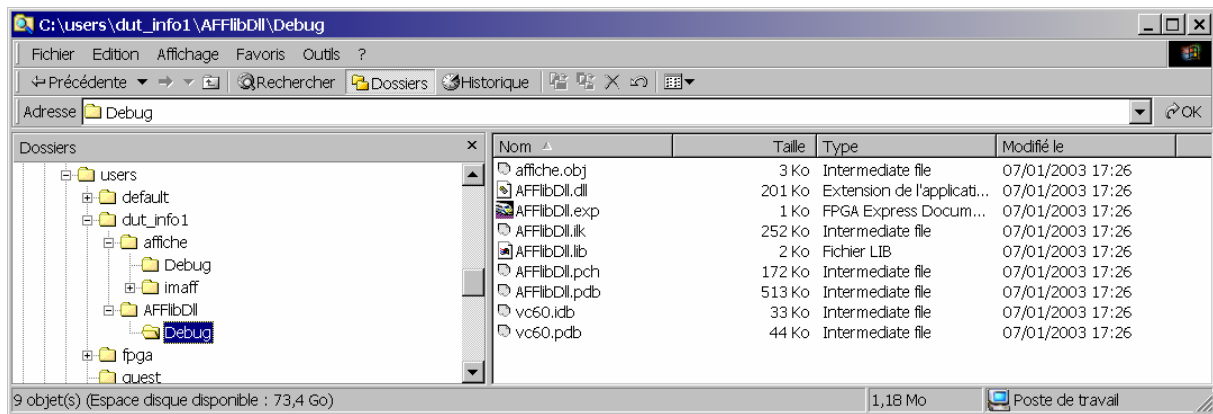 C:\users\dut_info1\AFFlibDll\Debug
Fichier Edition Affichage Favoris Outils ?
Précédente Rechercher Dossiers Historique
Adresse Debug OK
Dossiers
users
default
dut_info1
affiche
Debug
imaff
AFFlibDll
Debug
fpga
guest
Nom Taille Type Modifié le
affiche.obj 3 Ko Intermediate file 07/01/2003 17:26
AFFlibDll.dll 201 Ko Extension de l'applicati... 07/01/2003 17:26
AFFlibDll.exp 1 Ko FPGA Express Docum... 07/01/2003 17:26
AFFlibDll.ilk 252 Ko Intermediate file 07/01/2003 17:26
AFFlibDll.lib 2 Ko Fichier LIB 07/01/2003 17:26
AFFlibDll.pch 172 Ko Intermediate file 07/01/2003 17:26
AFFlibDll.pdb 513 Ko Intermediate file 07/01/2003 17:26
vc60.idb 33 Ko Intermediate file 07/01/2003 17:26
vc60.pdb 44 Ko Intermediate file 07/01/2003 17:26
9 objet(s) (Espace disque disponible : 73,4 Go) 1,18 Mo Poste de travail